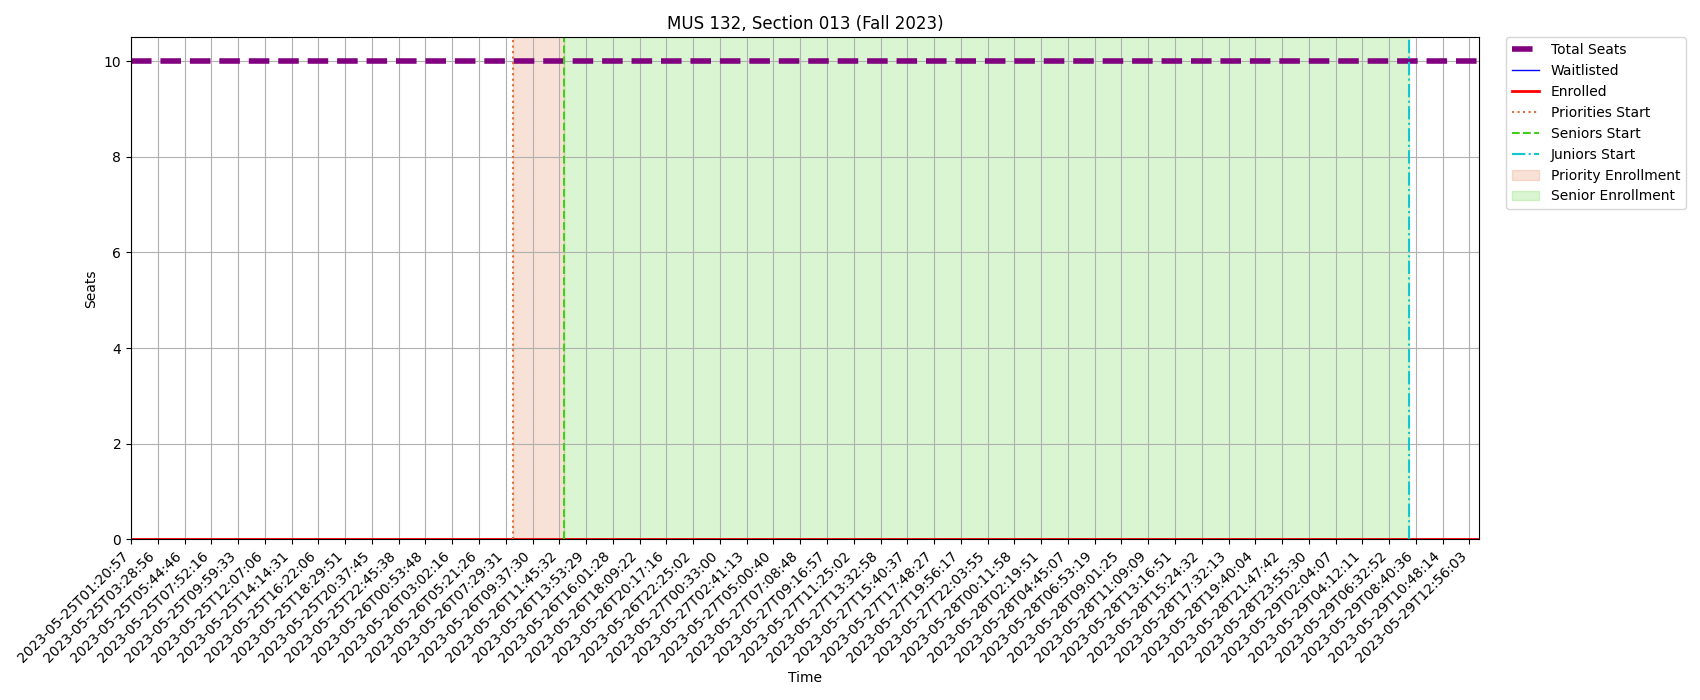 MUS 132, Section 013 (Fall 2023)
Total Seats
Waitlisted
Enrolled
Priorities Start
Seniors Start
Juniors Start
Priority Enrollment
Senior Enrollment
Seats
10
8
6
4
2
0
2023-05-25T01:20:57
2023-05-25T03:28:56
2023-05-25T05:44:46
2023-05-25T07:52:16
2023-05-25T09:59:33
2023-05-25T12:07:06
2023-05-25T14:14:31
2023-05-25T16:22:06
2023-05-25T18:29:51
2023-05-25T20:37:45
2023-05-25T22:45:38
2023-05-26T00:53:48
2023-05-26T03:02:16
2023-05-26T05:21:26
2023-05-26T07:29:31
2023-05-26T09:37:30
2023-05-26T11:45:32
2023-05-26T13:53:29
2023-05-26T16:01:28
2023-05-26T18:09:22
2023-05-26T20:17:16
2023-05-26T22:25:02
2023-05-27T00:33:00
2023-05-27T02:41:13
2023-05-27T05:00:40
2023-05-27T07:08:48
2023-05-27T09:16:57
2023-05-27T11:25:02
2023-05-27T13:32:58
2023-05-27T15:40:37
2023-05-27T17:48:27
2023-05-27T19:56:17
2023-05-27T22:03:55
2023-05-28T00:11:58
2023-05-28T02:19:51
2023-05-28T04:45:07
2023-05-28T06:53:19
2023-05-28T09:01:25
2023-05-28T11:09:09
2023-05-28T13:16:51
2023-05-28T15:24:32
2023-05-28T17:32:13
2023-05-28T19:40:04
2023-05-28T21:47:42
2023-05-28T23:55:30
2023-05-29T02:04:07
2023-05-29T04:12:11
2023-05-29T06:32:52
2023-05-29T08:40:36
2023-05-29T10:48:14
2023-05-29T12:56:03
Time